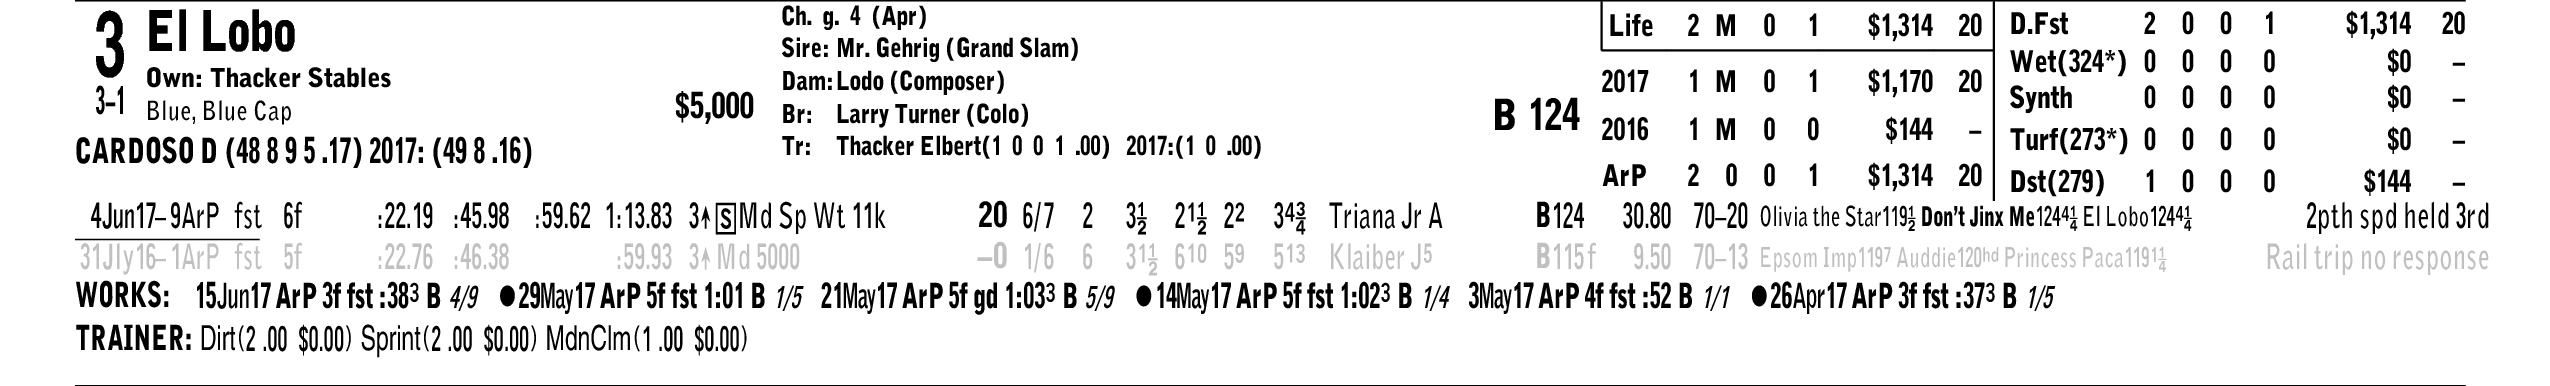 3 El Lobo
Own: Thacker Stables
3–1 Blue, Blue Cap $5,000
CARDOSO D (48 8 9 5 .17) 2017: (49 8 .16)
Ch. g. 4 (Apr)
Sire: Mr. Gehrig (Grand Slam)
Dam: Lodo (Composer)
Br: Larry Turner (Colo)
Tr: Thacker Elbert(1 0 0 1 .00) 2017:(1 0 .00)
B 124
Life 2 M 0 1 $1,314 20
2017 1 M 0 1 $1,170 20
2016 1 M 0 0 $144 –
ArP 2 0 0 1 $1,314 20
D.Fst 2 0 0 1 $1,314 20
Wet(324*) 0 0 0 0 $0 –
Synth 0 0 0 0 $0 –
Turf(273*) 0 0 0 0 $0 –
Dst(279) 1 0 0 0 $144 –
4Jun17–9ArP fst 6f :22.19 :45.98 :59.62 1:13.83 3↑ S Md Sp Wt 11k 20 6/7 2 3½ 21½ 2² 34¾ Triana Jr A B124 30.80 70–20 Olivia the Star119½ Don't Jinx Me1244¼ El Lobo1244¼ 2pth spd held 3rd
31Jly16–1ArP fst 5f :22.76 :46.38 :59.93 3↑ Md 5000 –0 1/6 6 31½ 6¹⁰ 5⁹ 5¹³ Klaiber J⁵ B115 f 9.50 70–13 Epsom Imp119⁷ Auddie120ʰᵈ Princess Paca1191¼ Rail trip no response
WORKS: 15Jun17 ArP 3f fst :38³ B 4/9 ●29May17 ArP 5f fst 1:01 B 1/5 21May17 ArP 5f gd 1:03³ B 5/9 ●14May17 ArP 5f fst 1:02³ B 1/4 3May17 ArP 4f fst :52 B 1/1 ●26Apr17 ArP 3f fst :37³ B 1/5
TRAINER: Dirt(2 .00 $0.00) Sprint(2 .00 $0.00) MdnClm(1 .00 $0.00)